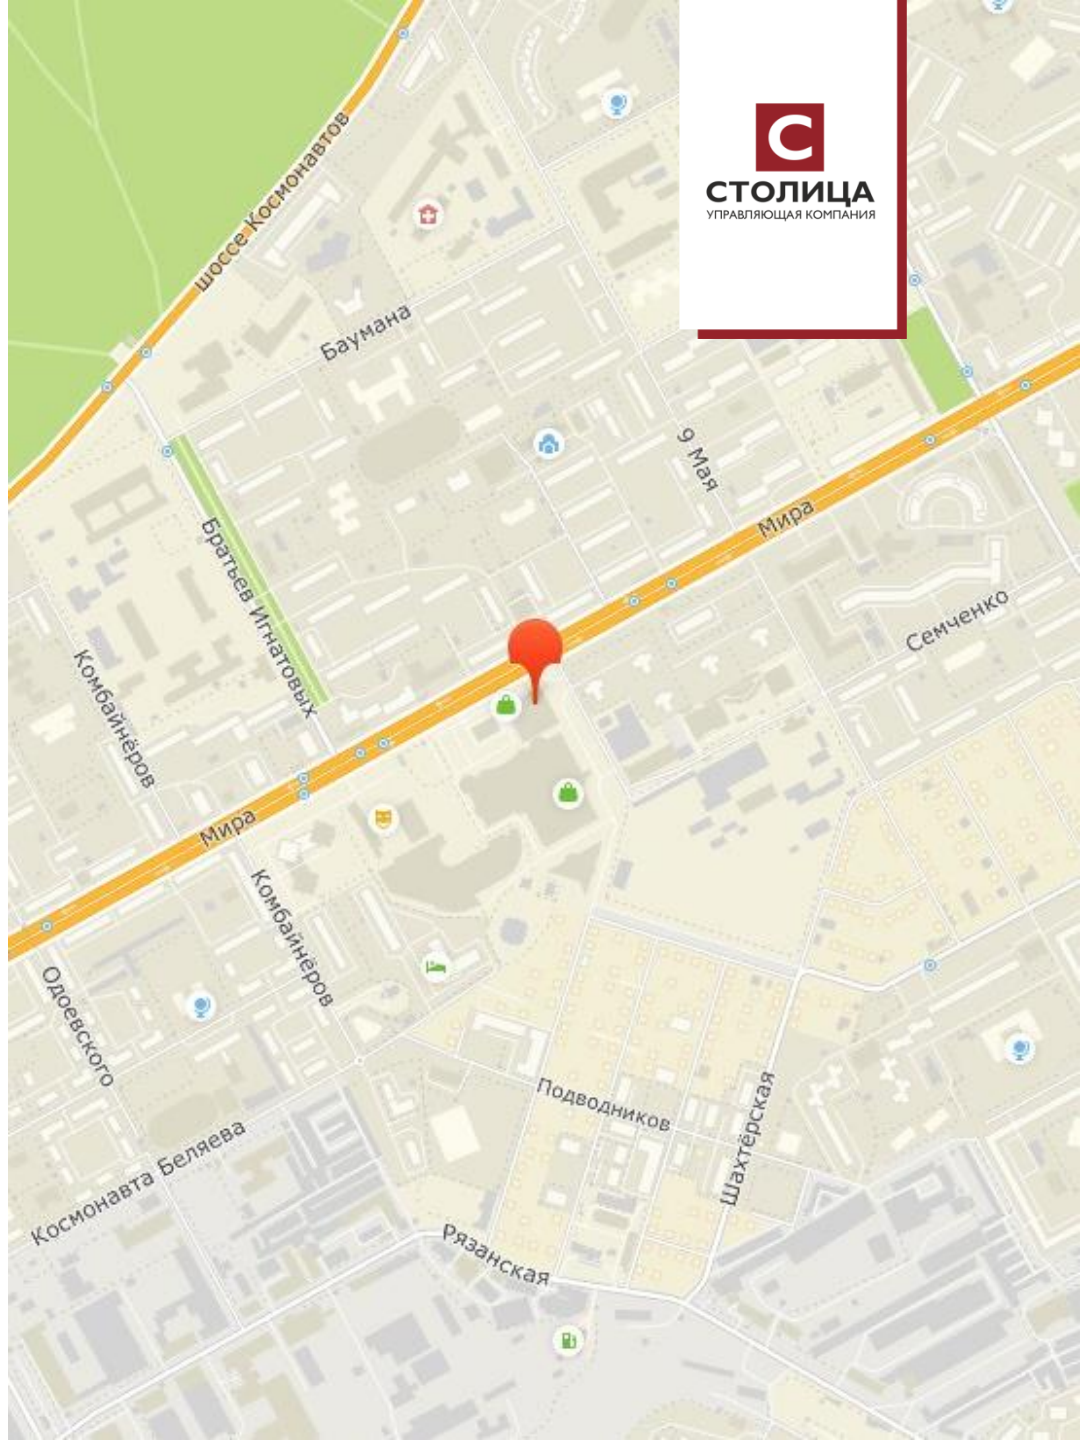 С
СТОЛИЦА
УПРАВЛЯЮЩАЯ КОМПАНИЯ
шоссе Космонавтов
Баумана
9 Мая
Мира
Братьев Игнатовых
Семченко
Комбайнёров
Мира
Комбайнёров
Одоевского
Подводников
Шахтёрская
Космонавта Беляева
Рязанская